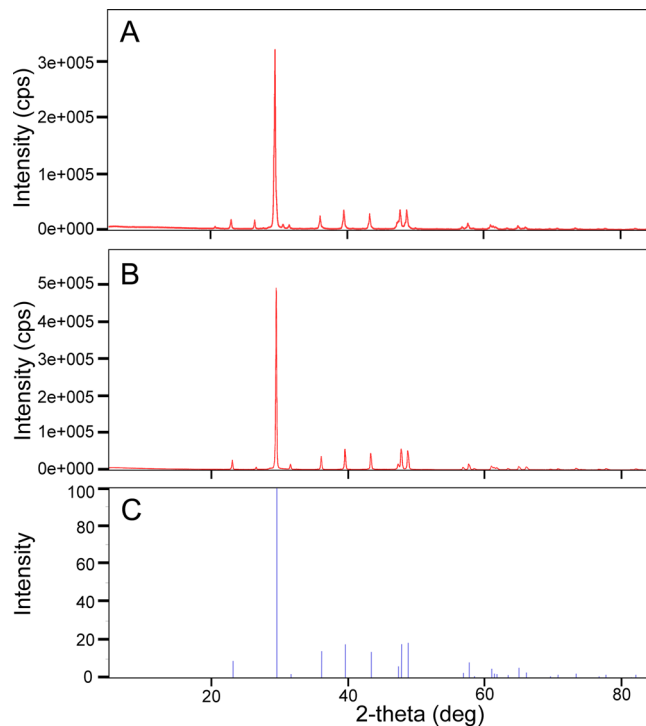 A
Intensity (cps)
3e+005
2e+005
1e+005
0e+000
B
Intensity (cps)
5e+005
4e+005
3e+005
2e+005
1e+005
0e+000
C
Intensity
100
80
60
40
20
0
20 40 60 80
2-theta (deg)